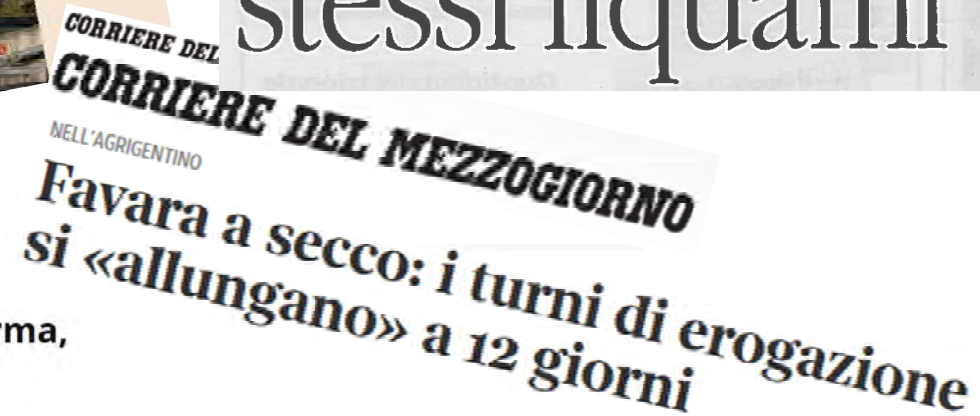 stessi liquami
CORRIERE DEL
CORRIERE DEL MEZZOGIORNO
NELL'AGRIGENTINO
Favara a secco: i turni di erogazione
si «allungano» a 12 giorni
rma,